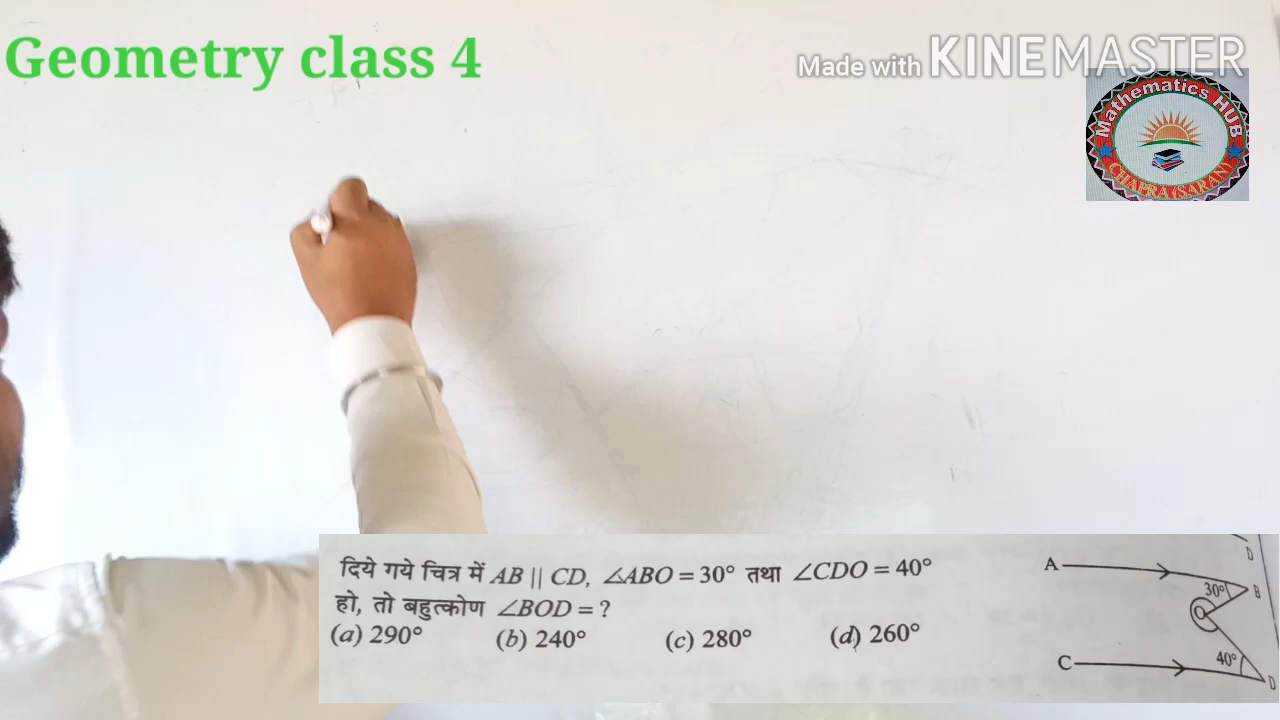 Geometry class 4
Made with KINEMASTER
Mathematics HUB
CHAPRA (SARAN)
दिये गये चित्र में AB || CD, ∠ABO = 30° तथा ∠CDO = 40°
हो, तो बहुत्कोण ∠BOD = ?
(a) 290° (b) 240° (c) 280° (d) 260°
D
A
30° B
O
40°
C
D